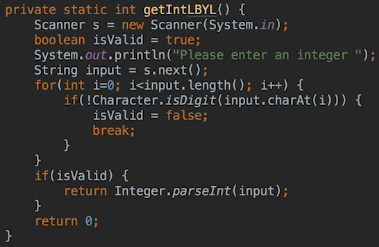 private static int getIntLBYL() {
    Scanner s = new Scanner(System.in);
    boolean isValid = true;
    System.out.println("Please enter an integer ");
    String input = s.next();
    for(int i=0; i<input.length(); i++) {
        if(!Character.isDigit(input.charAt(i))) {
            isValid = false;
            break;
        }
    }
    if(isValid) {
        return Integer.parseInt(input);
    }
    return 0;
}